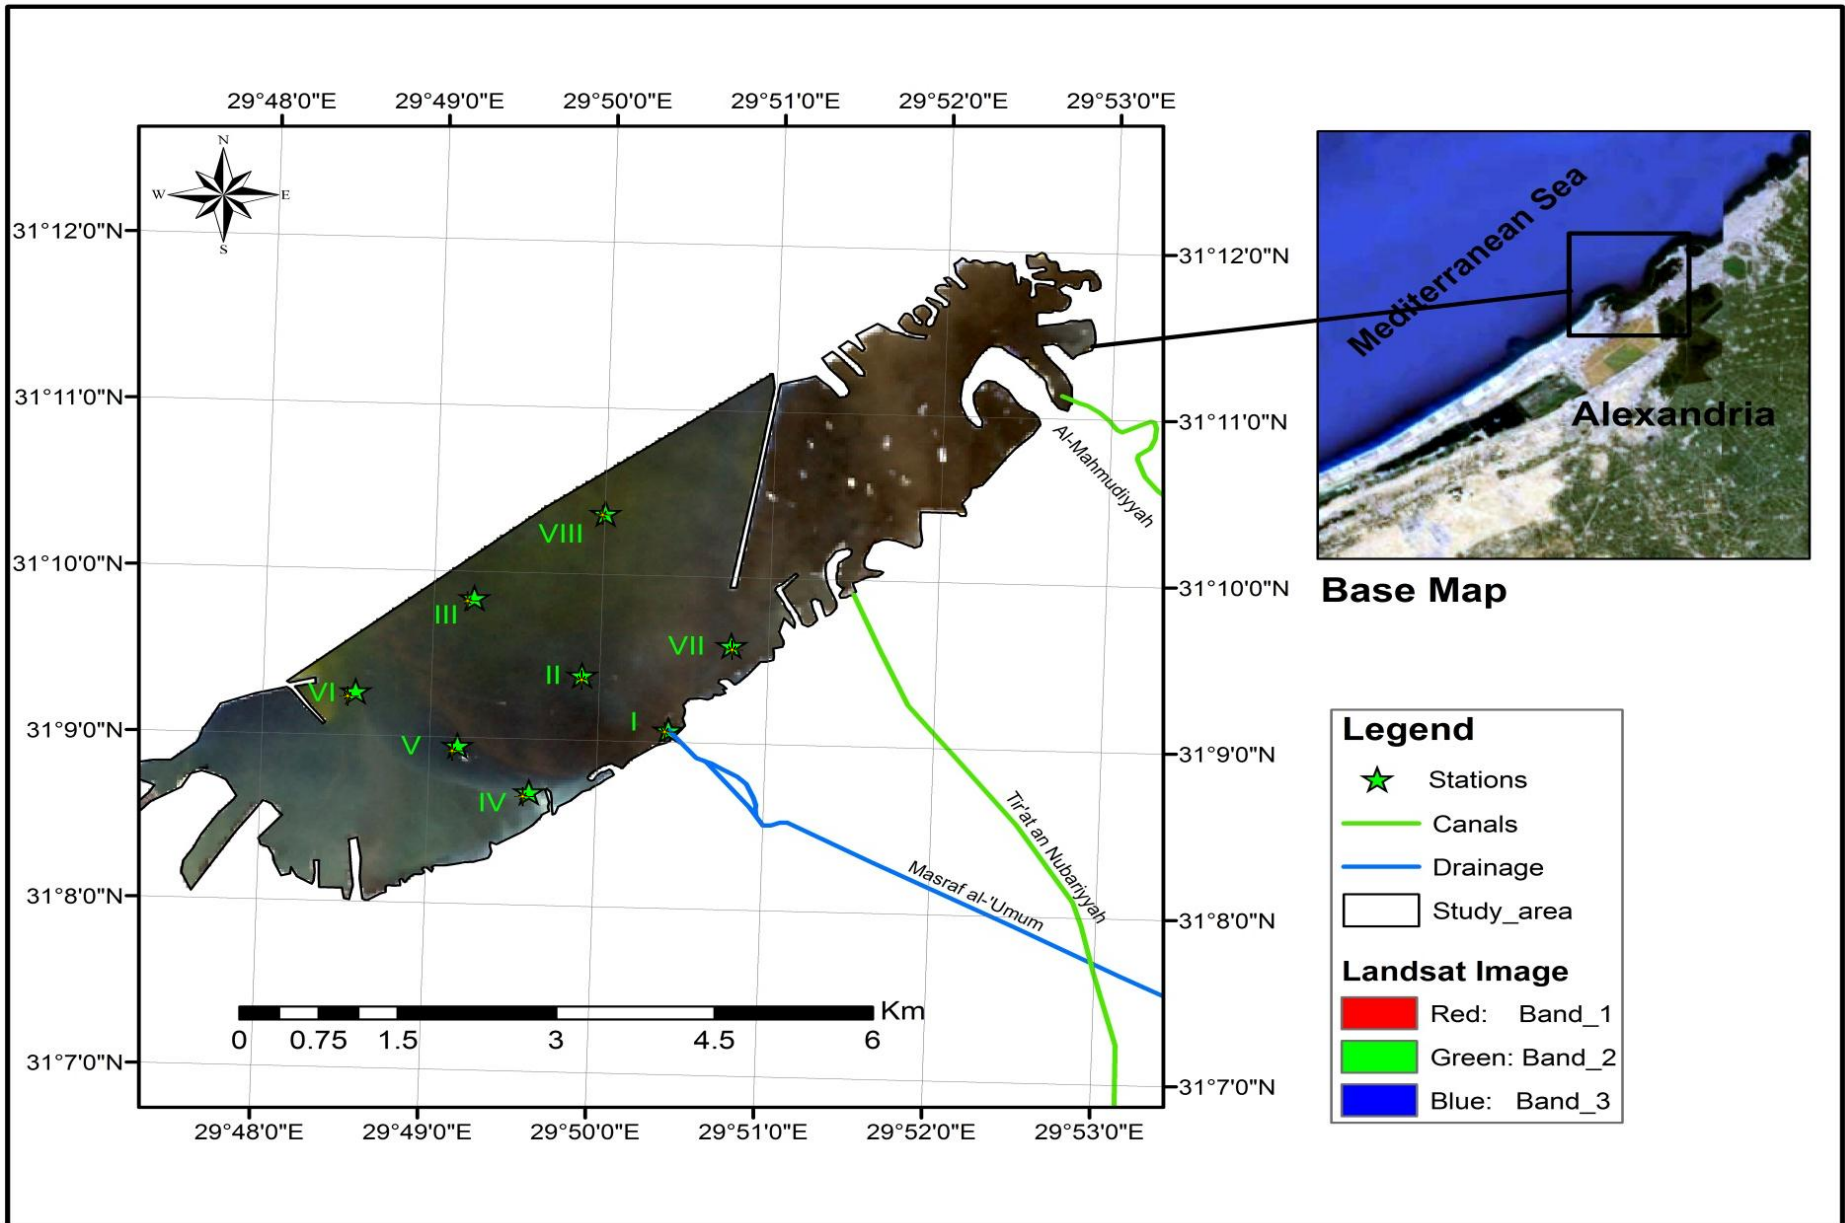 29°48'0"E 29°49'0"E 29°50'0"E 29°51'0"E 29°52'0"E 29°53'0"E
N
W E
S
31°12'0"N
31°11'0"N
31°10'0"N
31°9'0"N
31°8'0"N
31°7'0"N
31°12'0"N
31°11'0"N
31°10'0"N
31°9'0"N
31°8'0"N
31°7'0"N
VIII
III
VII
II
VI
I
V
IV
Al-Mahmudiyyah
Tir'at an Nubariyyah
Masraf al-'Umum
Km
0 0.75 1.5 3 4.5 6
29°48'0"E 29°49'0"E 29°50'0"E 29°51'0"E 29°52'0"E 29°53'0"E
Mediterranean Sea
Alexandria
Base Map
Legend
Stations
Canals
Drainage
Study_area
Landsat Image
Red: Band_1
Green: Band_2
Blue: Band_3